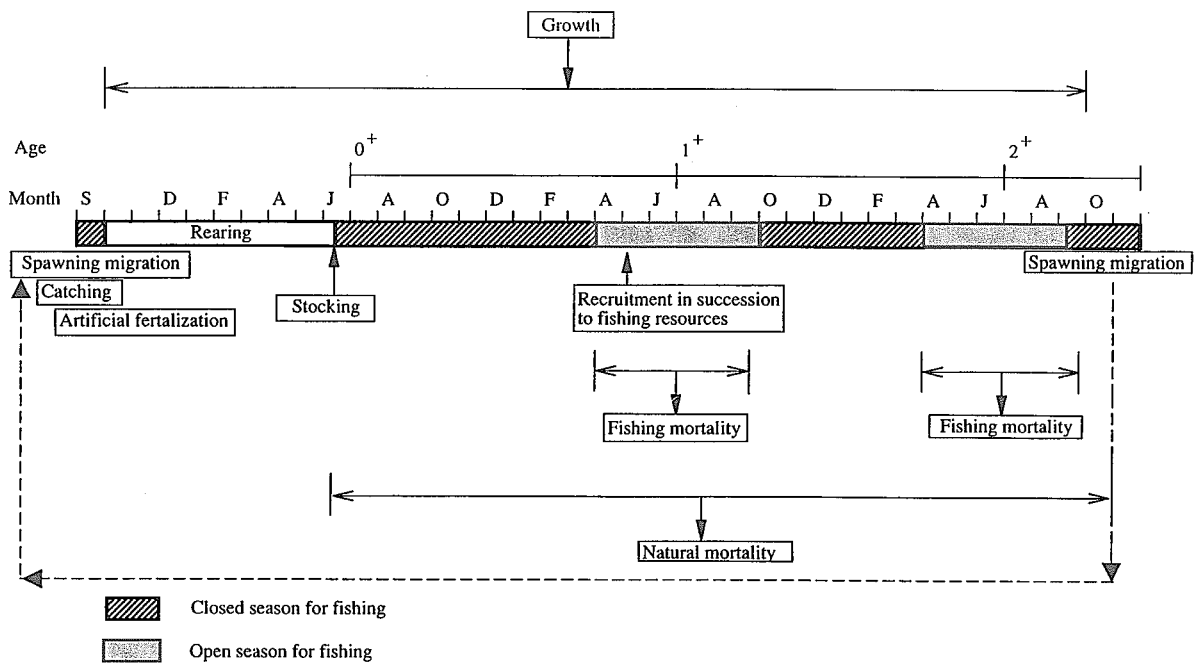 Growth
Age 0+ 1+ 2+
Month S D F A J A O D F A J A O D F A J A O
Rearing
Spawning migration
Catching
Artificial fertalization
Stocking
Recruitment in succession
to fishing resources
Spawning migration
Fishing mortality
Fishing mortality
Natural mortality
Closed season for fishing
Open season for fishing